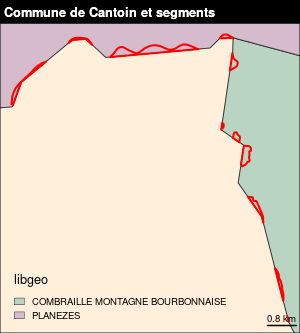 Commune de Cantoin et segments
libgeo
COMBRAILLE MONTAGNE BOURBONNAISE
PLANEZES
0.8 km